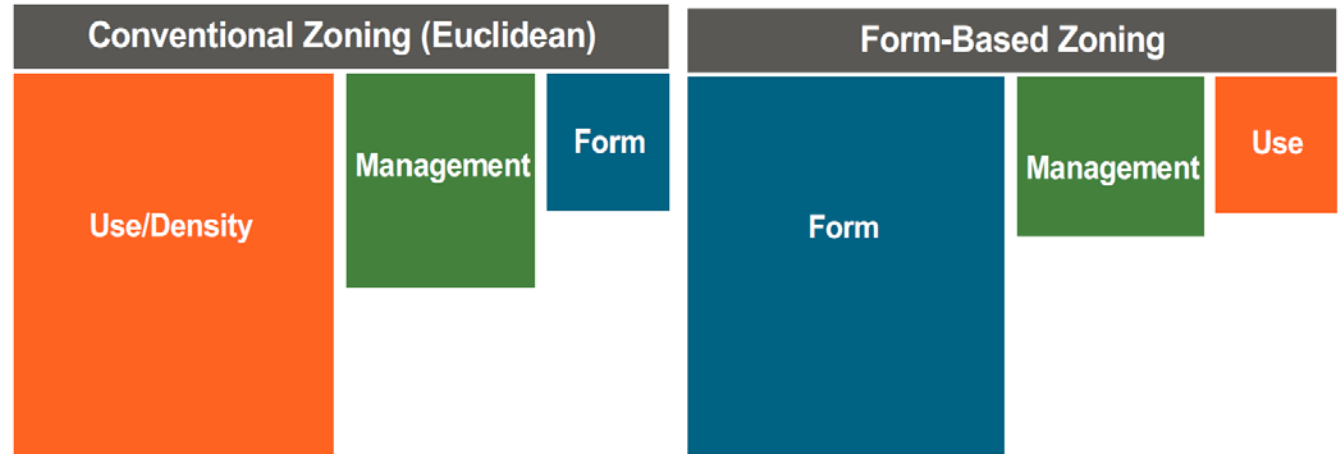 Conventional Zoning (Euclidean)
Use/Density
Management
Form
Form-Based Zoning
Form
Management
Use